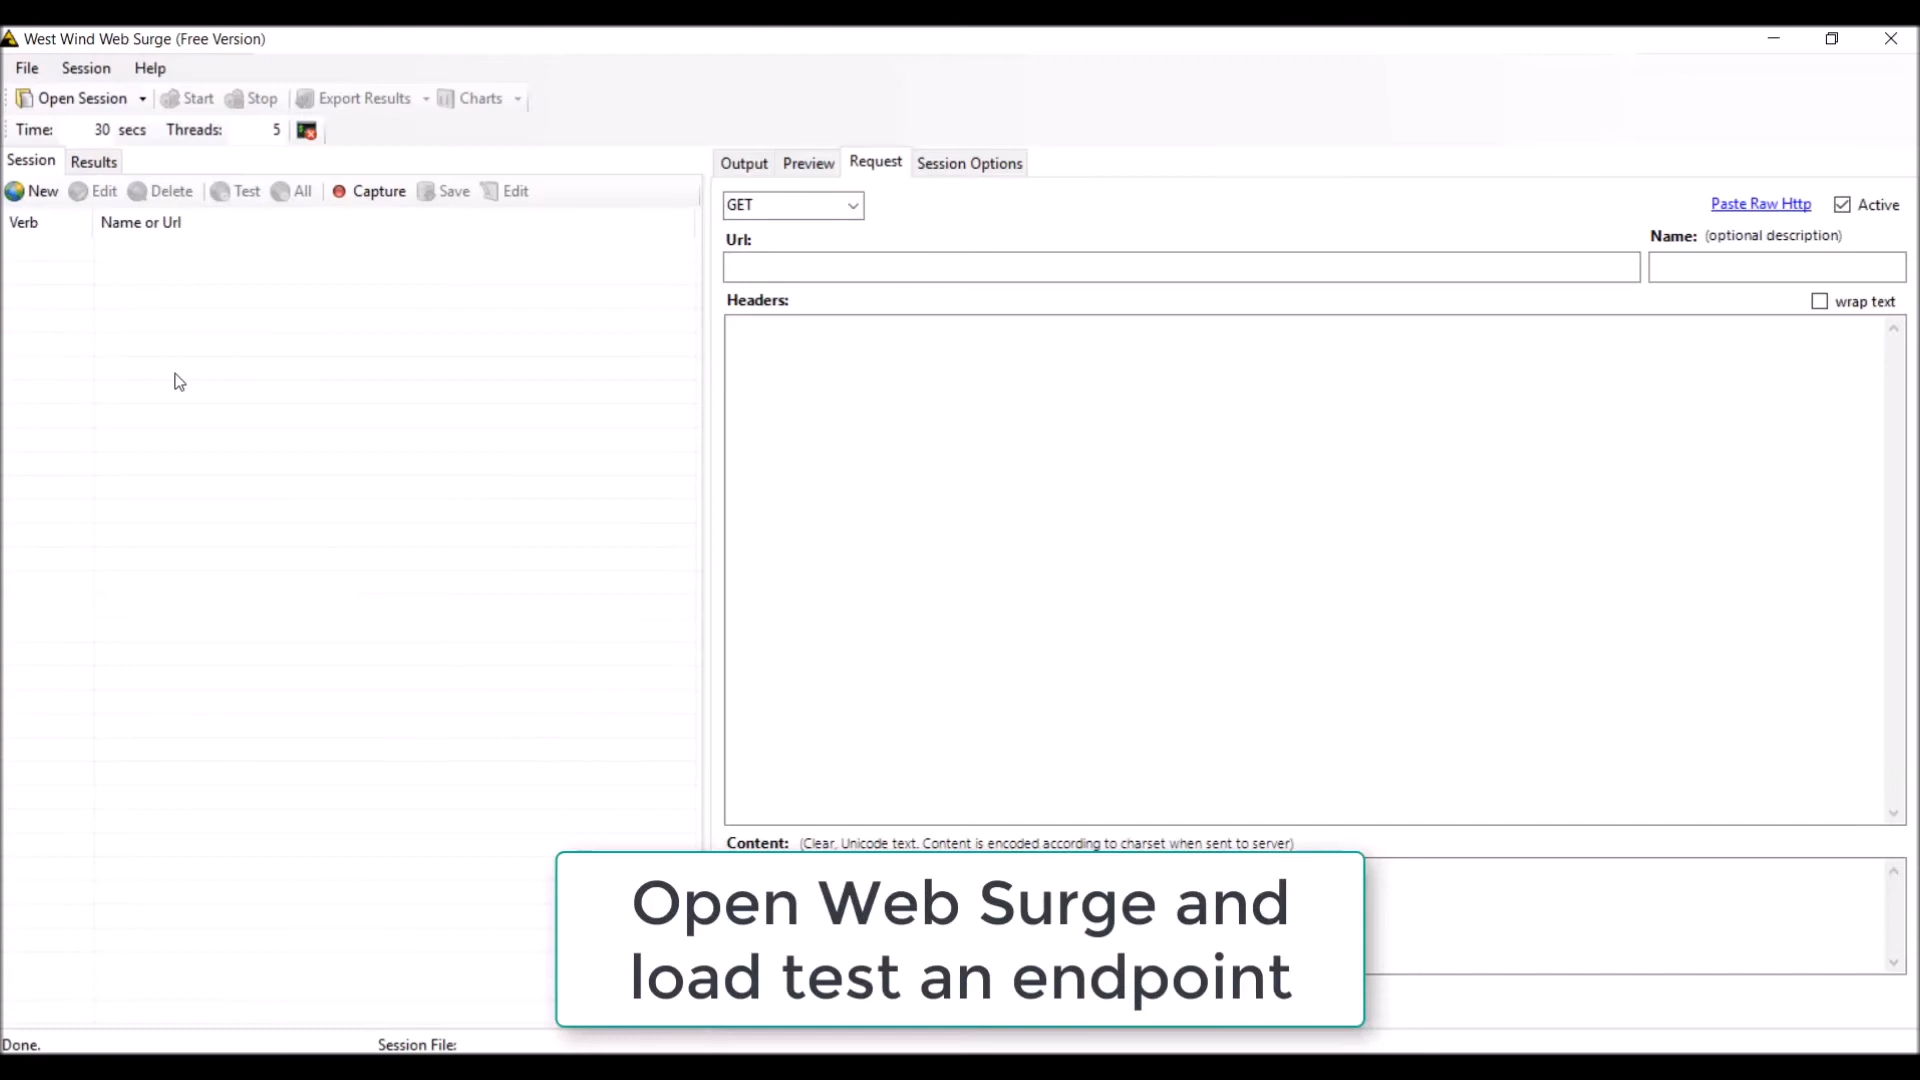 West Wind Web Surge (Free Version)
File Session Help
Open Session Start Stop Export Results Charts
Time: 30 secs Threads: 5
Session Results
New Edit Delete Test All Capture Save Edit
Verb Name or Url
Output Preview Request Session Options
GET Paste Raw Http Active
Url: Name: (optional description)
Headers: wrap text
Content: (Clear, Unicode text. Content is encoded according to charset when sent to server)
Open Web Surge and
load test an endpoint
Done. Session File: